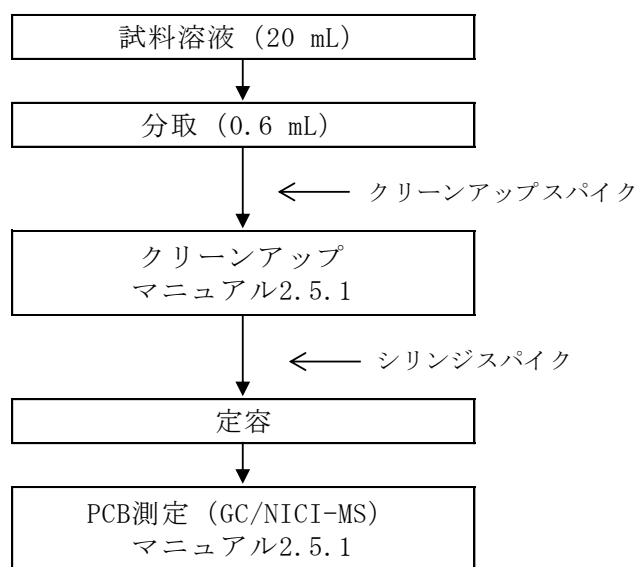 試料溶液 (20 mL)
分取 (0.6 mL)
クリーンアップスパイク
クリーンアップ
マニュアル2.5.1
シリンジスパイク
定容
PCB測定 (GC/NICI-MS)
マニュアル2.5.1